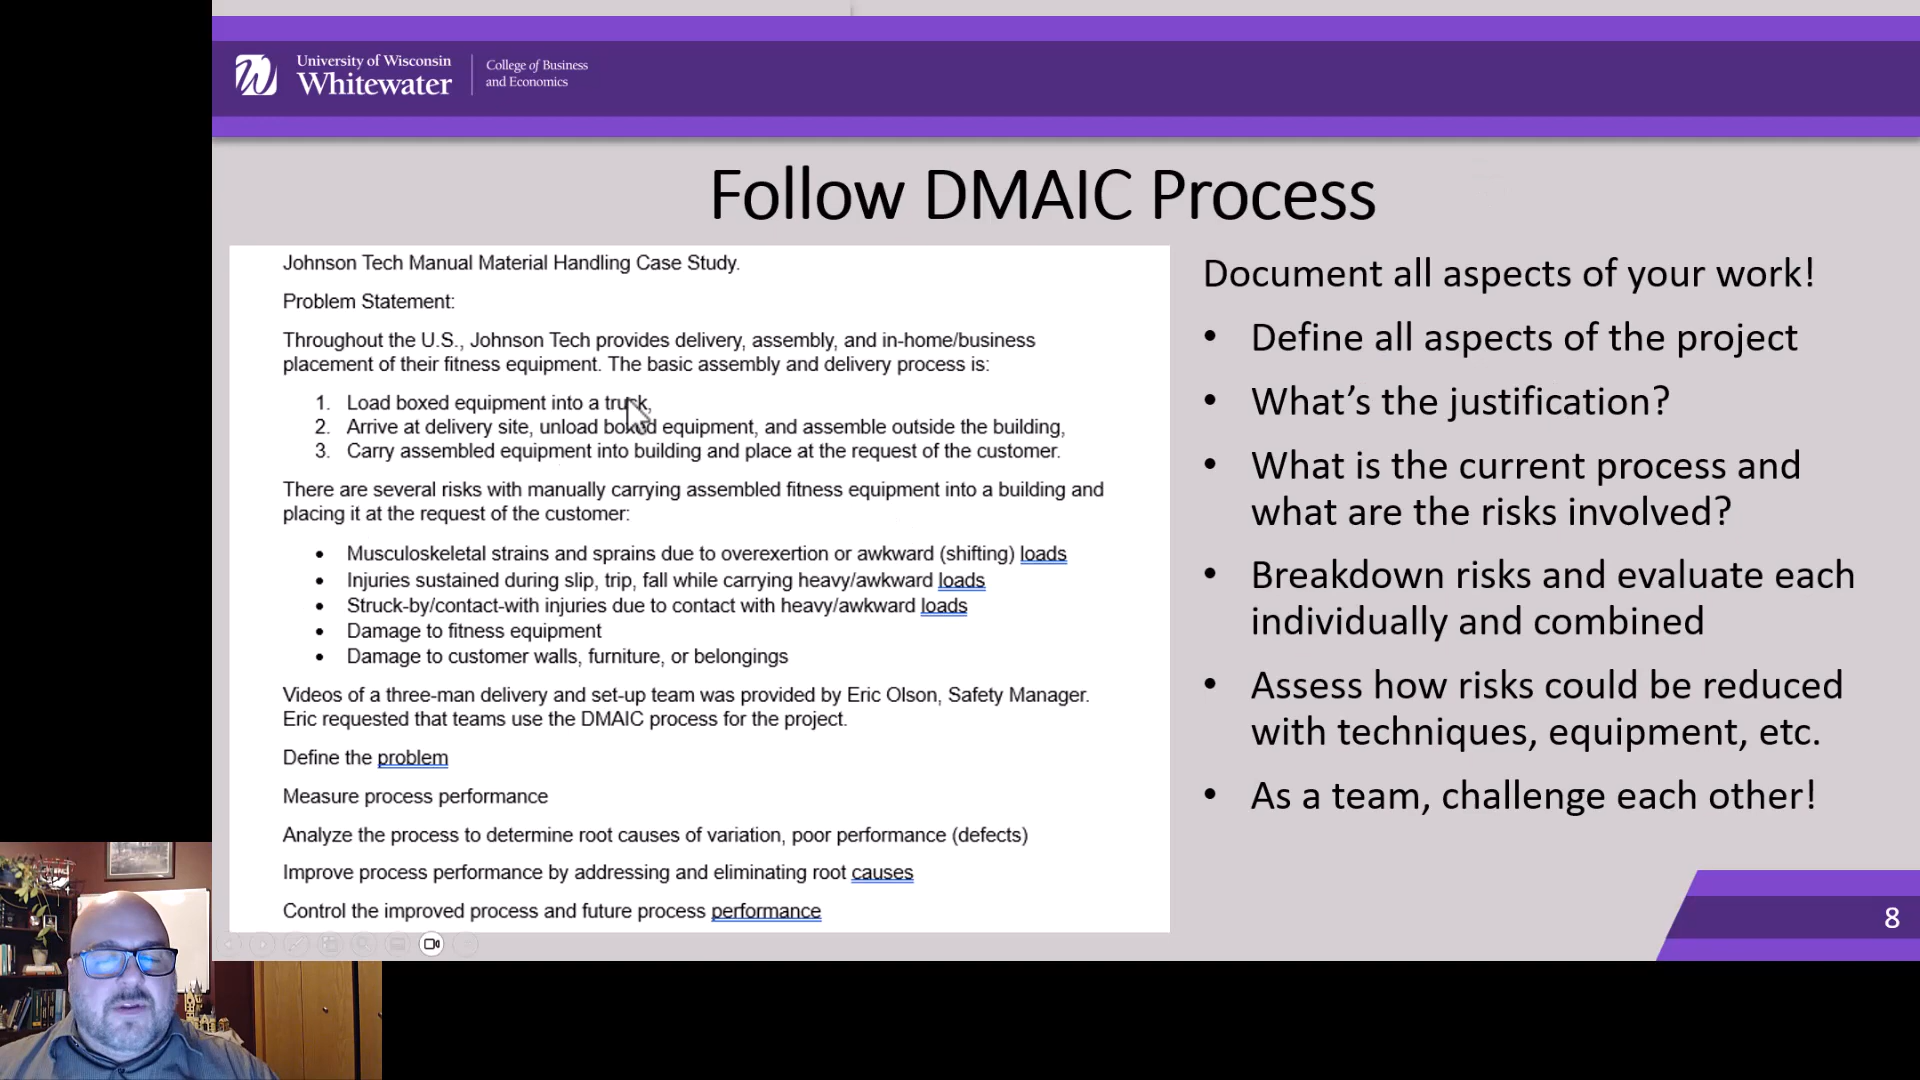 University of Wisconsin
Whitewater
College of Business
and Economics
Follow DMAIC Process
Johnson Tech Manual Material Handling Case Study.
Problem Statement:
Throughout the U.S., Johnson Tech provides delivery, assembly, and in-home/business
placement of their fitness equipment. The basic assembly and delivery process is:
1. Load boxed equipment into a truck,
2. Arrive at delivery site, unload boxed equipment, and assemble outside the building,
3. Carry assembled equipment into building and place at the request of the customer.
There are several risks with manually carrying assembled fitness equipment into a building and
placing it at the request of the customer:
• Musculoskeletal strains and sprains due to overexertion or awkward (shifting) loads
• Injuries sustained during slip, trip, fall while carrying heavy/awkward loads
• Struck-by/contact-with injuries due to contact with heavy/awkward loads
• Damage to fitness equipment
• Damage to customer walls, furniture, or belongings
Videos of a three-man delivery and set-up team was provided by Eric Olson, Safety Manager.
Eric requested that teams use the DMAIC process for the project.
Define the problem
Measure process performance
Analyze the process to determine root causes of variation, poor performance (defects)
Improve process performance by addressing and eliminating root causes
Control the improved process and future process performance
Document all aspects of your work!
• Define all aspects of the project
• What's the justification?
• What is the current process and
what are the risks involved?
• Breakdown risks and evaluate each
individually and combined
• Assess how risks could be reduced
with techniques, equipment, etc.
• As a team, challenge each other!
8